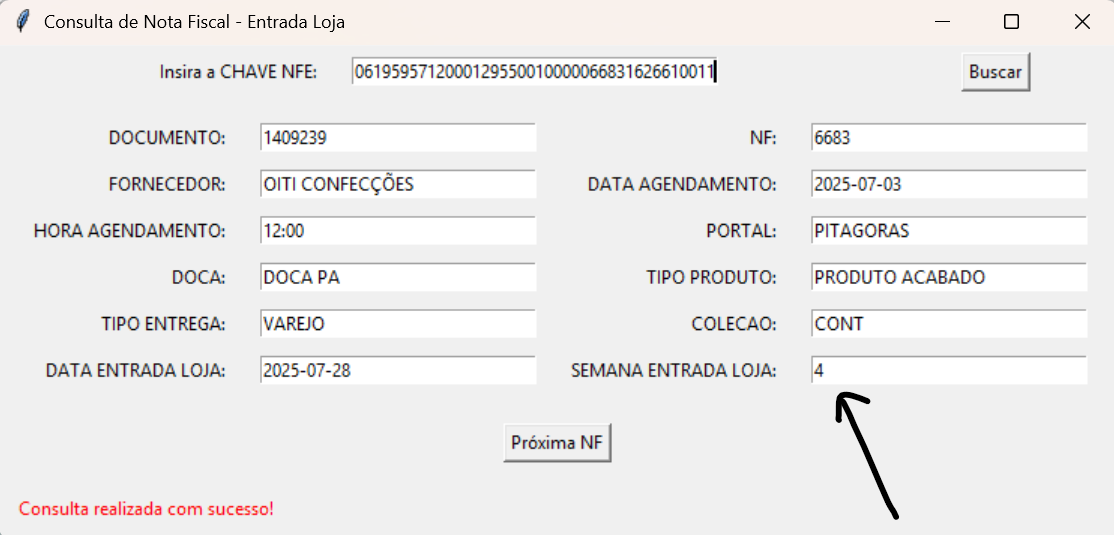 Consulta de Nota Fiscal - Entrada Loja
Insira a CHAVE NFE: 0619595712000129550010000066831626610011 Buscar
DOCUMENTO: 1409239 NF: 6683
FORNECEDOR: OITI CONFECÇÕES DATA AGENDAMENTO: 2025-07-03
HORA AGENDAMENTO: 12:00 PORTAL: PITAGORAS
DOCA: DOCA PA TIPO PRODUTO: PRODUTO ACABADO
TIPO ENTREGA: VAREJO COLECAO: CONT
DATA ENTRADA LOJA: 2025-07-28 SEMANA ENTRADA LOJA: 4
Próxima NF
Consulta realizada com sucesso!